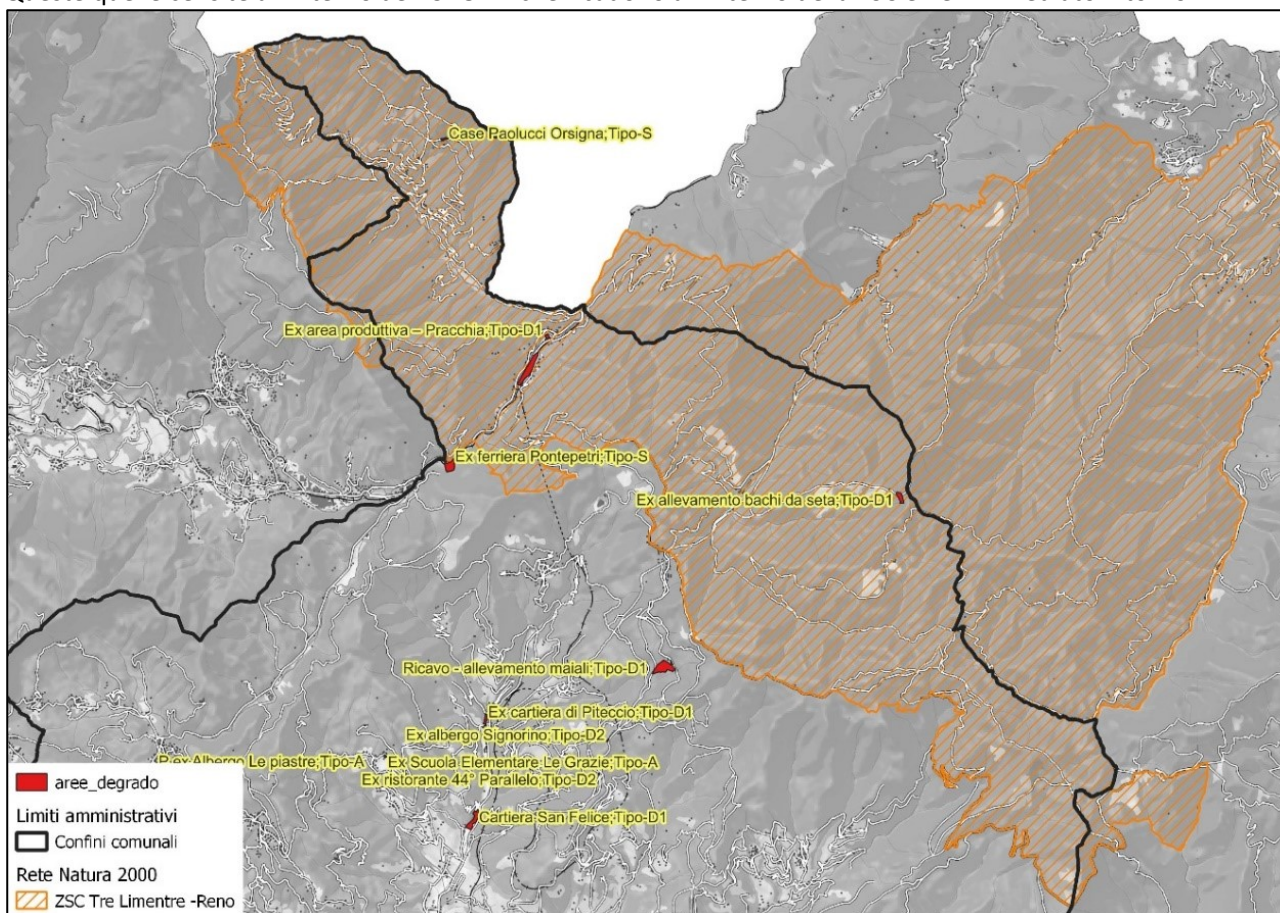 Case Paolucci Orsigna;Tipo-S
Ex area produttiva – Pracchia;Tipo-D1
Ex ferriera Pontepetri;Tipo-S
Ex allevamento bachi da seta;Tipo-D1
Ricavo - allevamento maiali;Tipo-D1
Ex cartiera di Piteccio;Tipo-D1
Ex albergo Signorino;Tipo-D2
ex Albergo Le piastre;Tipo-A
Ex Scuola Elementare Le Grazie;Tipo-A
Ex ristorante 44° Parallelo;Tipo-D2
Cartiera San Felice;Tipo-D1
aree_degrado
Limiti amministrativi
Confini comunali
Rete Natura 2000
ZSC Tre Limentre -Reno